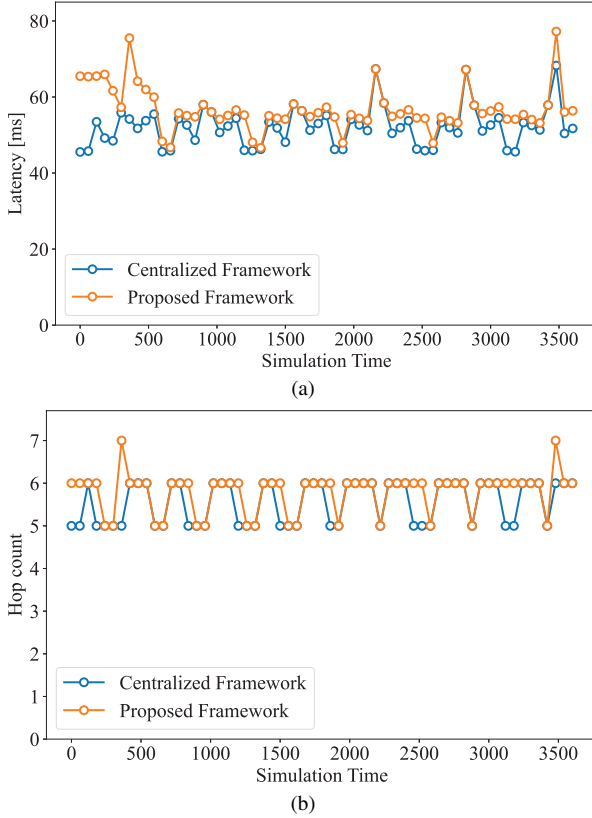 80
60
40
20
0
Latency [ms]
Centralized Framework
Proposed Framework
0 500 1000 1500 2000 2500 3000 3500
Simulation Time
(a)
7
6
5
4
3
2
1
0
Hop count
Centralized Framework
Proposed Framework
0 500 1000 1500 2000 2500 3000 3500
Simulation Time
(b)